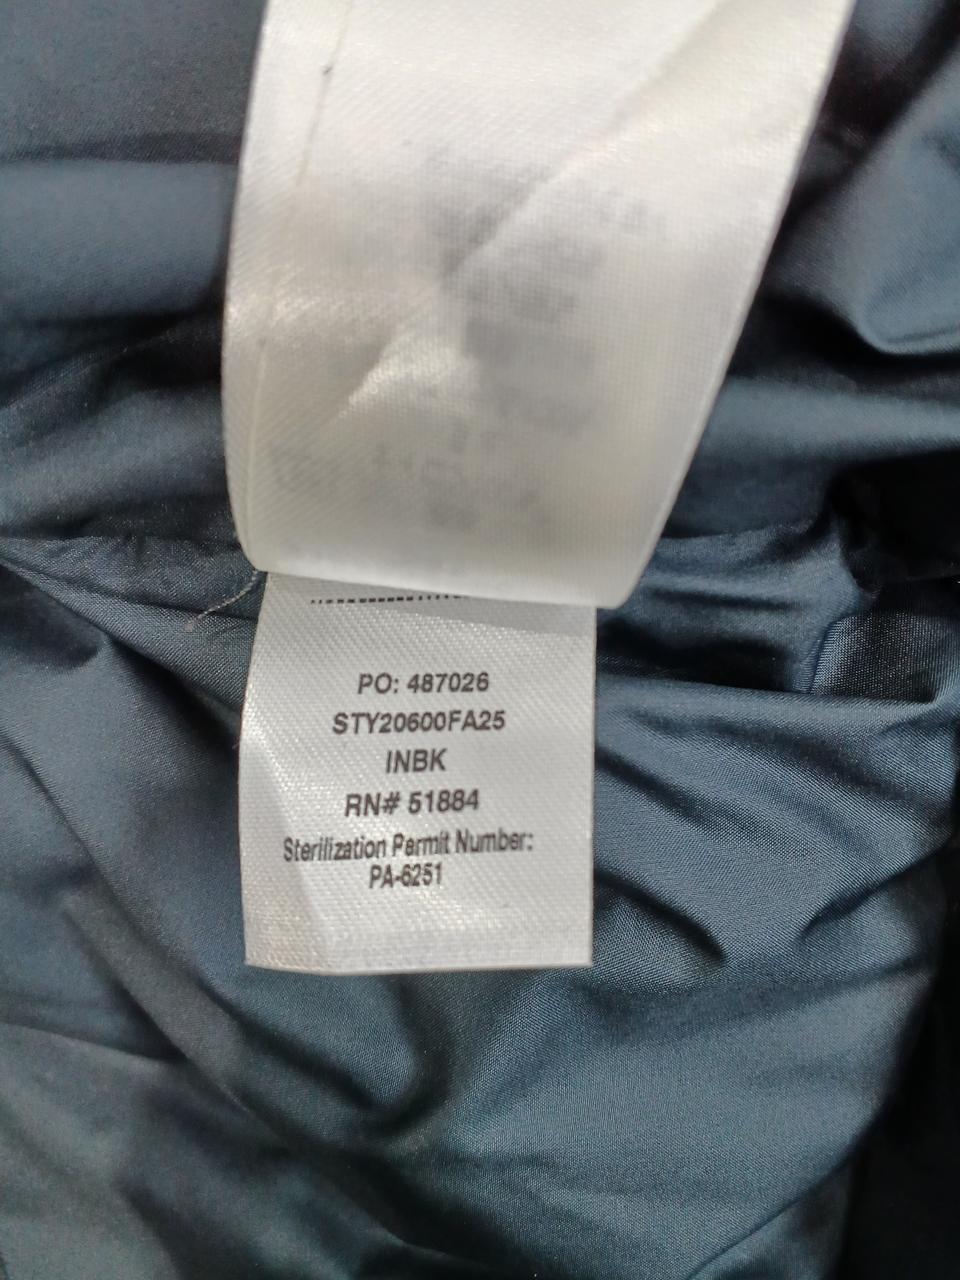 PO: 487026
STY20600FA25
INBK
RN# 51884
Sterilization Permit Number:
PA-6251